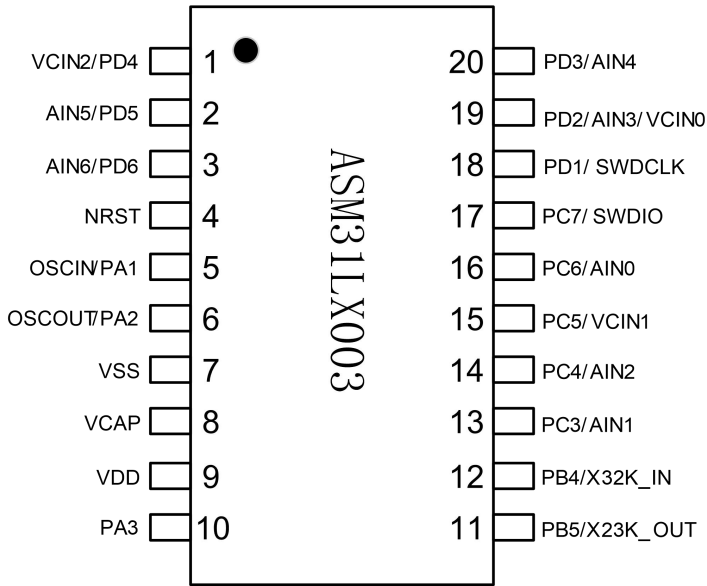 VCIN2/PD4 1 20 PD3/AIN4
AIN5/PD5 2 19 PD2/AIN3/VCIN0
AIN6/PD6 3 18 PD1/ SWDCLK
NRST 4 17 PC7/ SWDIO
OSCIN/PA1 5 16 PC6/AIN0
OSCOUT/PA2 6 15 PC5/VCIN1
VSS 7 14 PC4/AIN2
VCAP 8 13 PC3/AIN1
VDD 9 12 PB4/X32K_IN
PA3 10 11 PB5/X23K_OUT
ASM31LX003